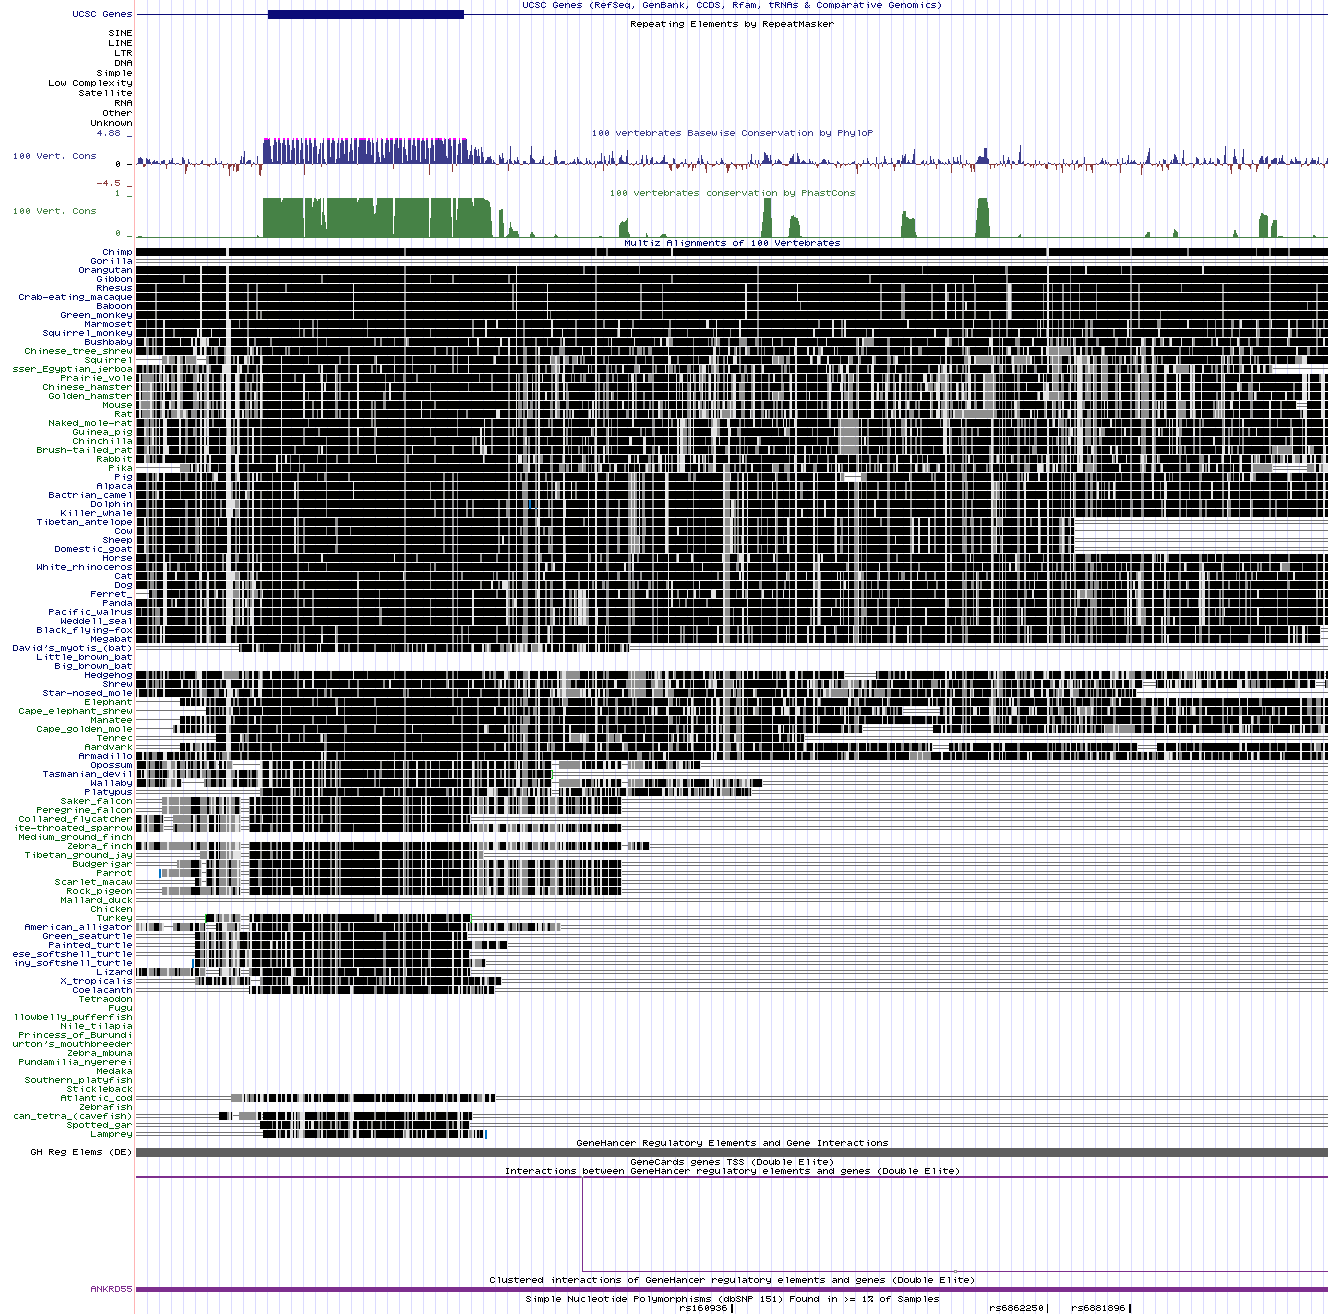 UCSC Genes (RefSeq, GenBank, CCDS, Rfam, tRNAs & Comparative Genomics)
UCSC Genes
Repeating Elements by RepeatMasker
SINE
LINE
LTR
DNA
Simple
Low Complexity
Satellite
RNA
Other
Unknown
4.88 _
100 vertebrates Basewise Conservation by PhyloP
100 Vert. Cons
0 _
-4.5 _
1 _
100 vertebrates conservation by PhastCons
100 Vert. Cons
0 _
Multiz Alignments of 100 Vertebrates
Chimp
Gorilla
Orangutan
Gibbon
Rhesus
Crab-eating_macaque
Baboon
Green_monkey
Marmoset
Squirrel_monkey
Bushbaby
Chinese_tree_shrew
Squirrel
sser_Egyptian_jerboa
Prairie_vole
Chinese_hamster
Golden_hamster
Mouse
Rat
Naked_mole-rat
Guinea_pig
Chinchilla
Brush-tailed_rat
Rabbit
Pika
Pig
Alpaca
Bactrian_camel
Dolphin
Killer_whale
Tibetan_antelope
Cow
Sheep
Domestic_goat
Horse
White_rhinoceros
Cat
Dog
Ferret_
Panda
Pacific_walrus
Weddell_seal
Black_flying-fox
Megabat
David's_myotis_(bat)
Little_brown_bat
Big_brown_bat
Hedgehog
Shrew
Star-nosed_mole
Elephant
Cape_elephant_shrew
Manatee
Cape_golden_mole
Tenrec
Aardvark
Armadillo
Opossum
Tasmanian_devil
Wallaby
Platypus
Saker_falcon
Peregrine_falcon
Collared_flycatcher
ite-throated_sparrow
Medium_ground_finch
Zebra_finch
Tibetan_ground_jay
Budgerigar
Parrot
Scarlet_macaw
Rock_pigeon
Mallard_duck
Chicken
Turkey
American_alligator
Green_seaturtle
Painted_turtle
ese_softshell_turtle
iny_softshell_turtle
Lizard
X_tropicalis
Coelacanth
Tetraodon
Fugu
llowbelly_pufferfish
Nile_tilapia
Princess_of_Burundi
urton's_mouthbreeder
Zebra_mbuna
Pundamilia_nyererei
Medaka
Southern_platyfish
Stickleback
Atlantic_cod
Zebrafish
can_tetra_(cavefish)
Spotted_gar
Lamprey
GeneHancer Regulatory Elements and Gene Interactions
GH Reg Elems (DE)
GeneCards genes TSS (Double Elite)
Interactions between GeneHancer regulatory elements and genes (Double Elite)
Clustered interactions of GeneHancer regulatory elements and genes (Double Elite)
ANKRD55
Simple Nucleotide Polymorphisms (dbSNP 151) Found in >= 1% of Samples
rs160936 rs6862250 rs6881896